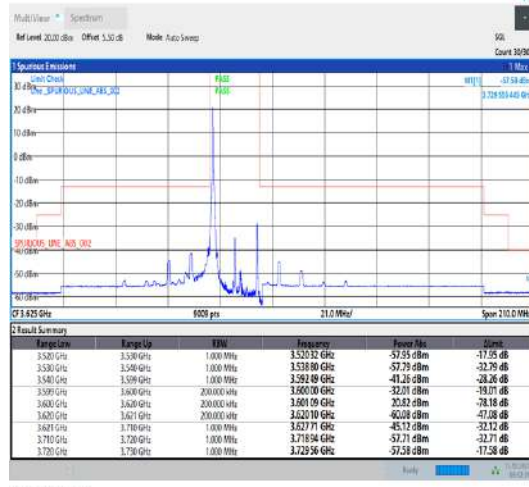 MultiView Spectrum
Ref Level 20.00 dBm Offset 5.50 dB Mode Auto Sweep SGL
Count 30/30
1 Spurious Emissions 1 Max
Limit Check PASS M1[1] -57.58 dBm
Line _SPURIOUS_LINE_ABS_002 PASS 3.729 555 445 GHz
20 dBm
10 dBm
0 dBm
-10 dBm
-20 dBm
-30 dBm
SPURIOUS_LINE_ABS_002
-50 dBm
-60 dBm
CF 3.625 GHz 9008 pts 21.0 MHz/ Span 210.0 MHz
2 Result Summary
Range Low Range Up RBW Frequency Power Abs ΔLimit
3.520 GHz 3.530 GHz 1.000 MHz 3.52032 GHz -57.95 dBm -17.95 dB
3.530 GHz 3.540 GHz 1.000 MHz 3.53880 GHz -57.79 dBm -32.79 dB
3.540 GHz 3.599 GHz 1.000 MHz 3.59249 GHz -41.26 dBm -28.26 dB
3.599 GHz 3.600 GHz 200.000 kHz 3.60000 GHz -32.01 dBm -19.01 dB
3.600 GHz 3.620 GHz 200.000 kHz 3.60109 GHz 20.82 dBm -78.18 dB
3.620 GHz 3.621 GHz 200.000 kHz 3.62010 GHz -60.08 dBm -47.08 dB
3.621 GHz 3.710 GHz 1.000 MHz 3.62771 GHz -45.12 dBm -32.12 dB
3.710 GHz 3.720 GHz 1.000 MHz 3.71894 GHz -57.71 dBm -32.71 dB
3.720 GHz 3.730 GHz 1.000 MHz 3.72956 GHz -57.58 dBm -17.58 dB
Ready